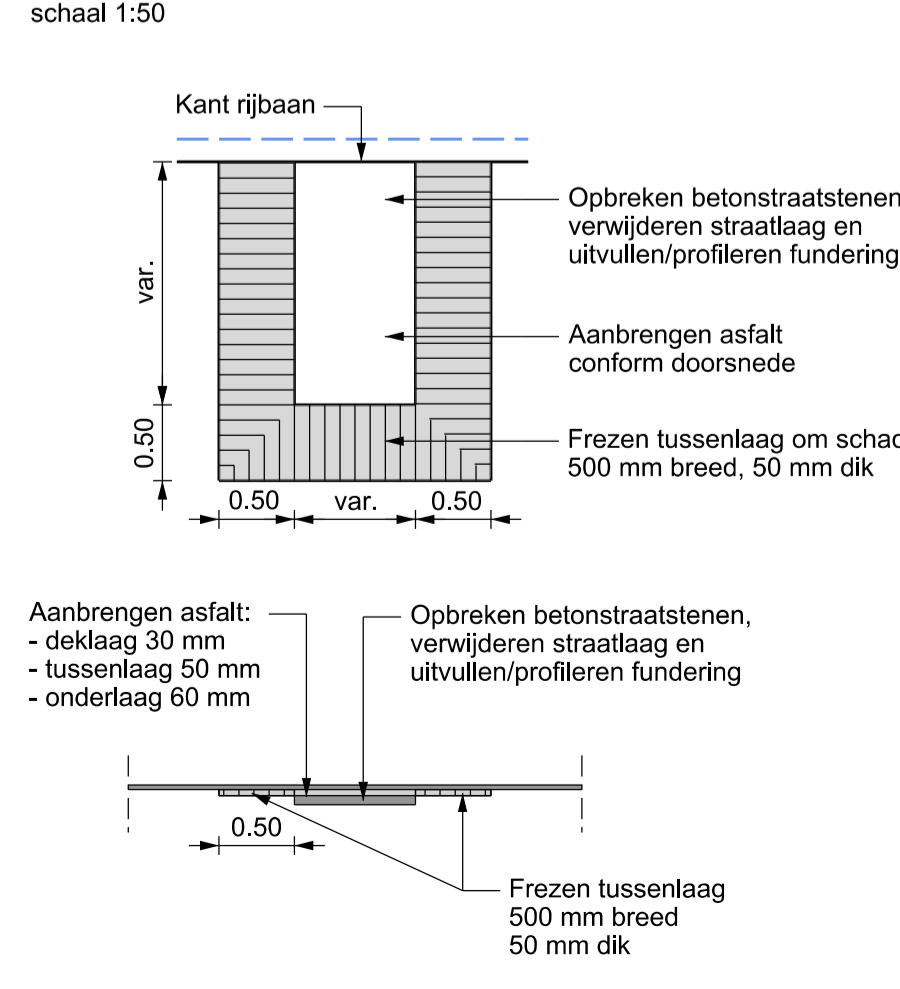 schaal 1:50
Kant rijbaan
Opbreken betonstraatstenen
verwijderen straatlaag en
uitvullen/profileren fundering
var.
Aanbrengen asfalt
conform doorsnede
0.50
Frezen tussenlaag om schad
500 mm breed, 50 mm dik
0.50 var. 0.50
Aanbrengen asfalt:
- deklaag 30 mm
- tussenlaag 50 mm
- onderlaag 60 mm
Opbreken betonstraatstenen,
verwijderen straatlaag en
uitvullen/profileren fundering
0.50
Frezen tussenlaag
500 mm breed
50 mm dik